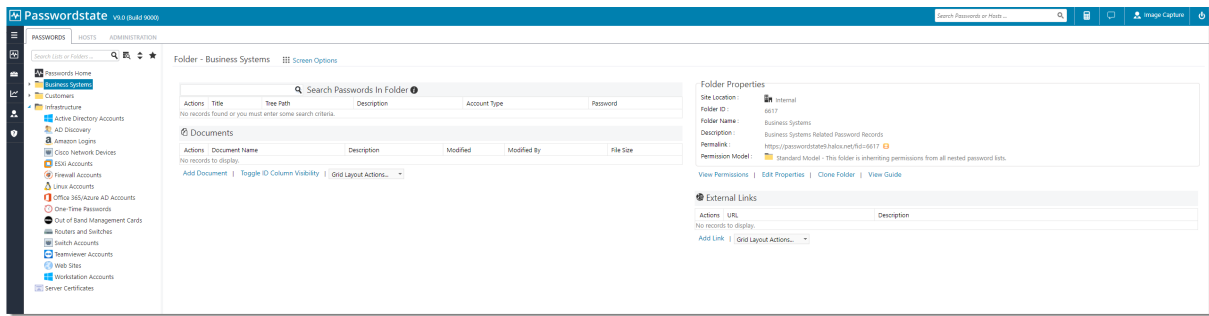 Passwordstate V9.0 (Build 9000)
Search Passwords or Hosts ...
Image Capture
PASSWORDS HOSTS ADMINISTRATION
Search Lists or Folders ...
Passwords Home
Business Systems
Customers
Infrastructure
Active Directory Accounts
AD Discovery
Amazon Logins
Cisco Network Devices
ESXi Accounts
Firewall Accounts
Linux Accounts
Office 365/Azure AD Accounts
One-Time Passwords
Out of Band Management Cards
Routers and Switches
Switch Accounts
Teamviewer Accounts
Web Sites
Workstation Accounts
Server Certificates
Folder - Business Systems Screen Options
Search Passwords In Folder
Actions Title Tree Path Description Account Type Password
No records found or you must enter some search criteria.
Documents
Actions Document Name Description Modified Modified By File Size
No records to display.
Add Document | Toggle ID Column Visibility | Grid Layout Actions...
Folder Properties
Site Location : Internal
Folder ID : 6617
Folder Name : Business Systems
Description : Business Systems Related Password Records
Permalink : https://passwordstate9.halox.net/fid=6617
Permission Model : Standard Model - This folder is inheriting permissions from all nested password lists.
View Permissions | Edit Properties | Clone Folder | View Guide
External Links
Actions URL Description
No records to display.
Add Link | Grid Layout Actions...